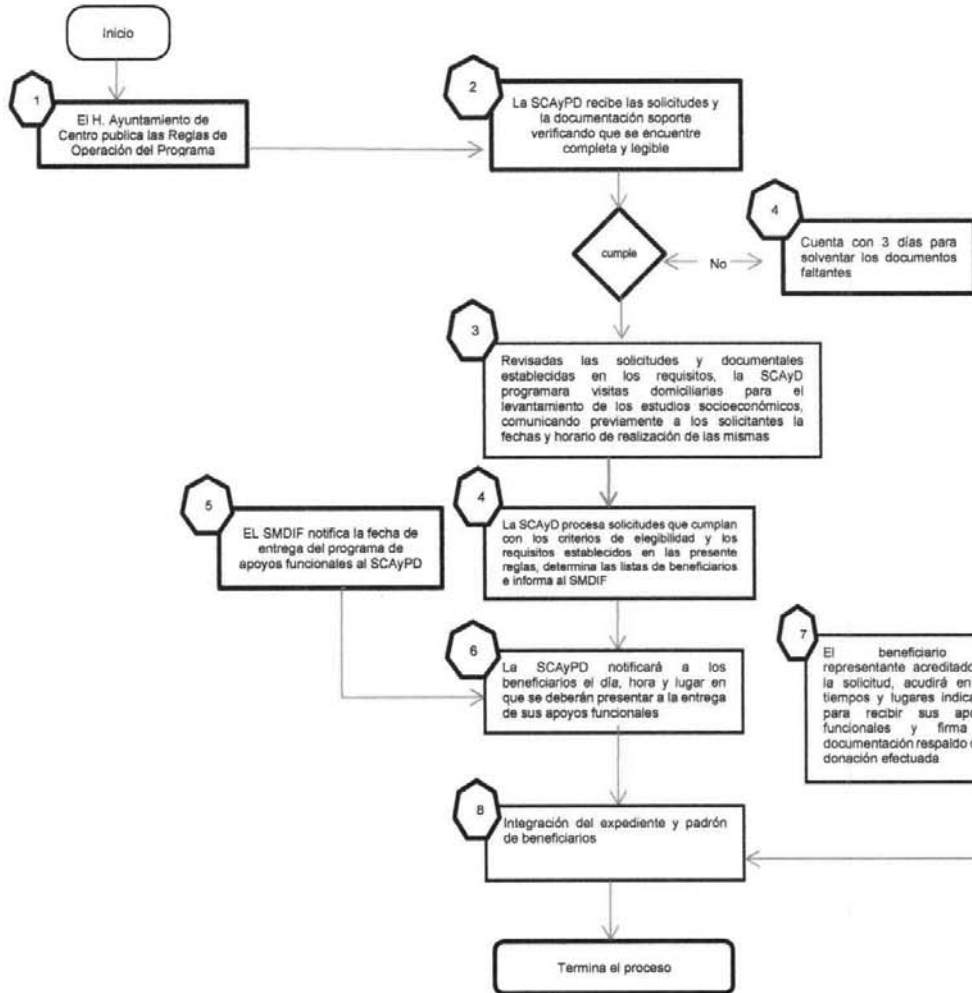 Inicio
1
El H. Ayuntamiento de
Centro publica las Reglas de
Operación del Programa
2
La SCAyPD recibe las solicitudes y
la documentación soporte
verificando que se encuentre
completa y legible
cumple
No
4
Cuenta con 3 días para
solventar los documentos
faltantes
3
Revisadas las solicitudes y documentales
establecidas en los requisitos, la SCAyD
programara visitas domiciliarias para el
levantamiento de los estudios socioeconómicos,
comunicando previamente a los solicitantes la
fechas y horario de realización de las mismas
5
EL SMDIF notifica la fecha de
entrega del programa de
apoyos funcionales al SCAyPD
4
La SCAyD procesa solicitudes que cumplan
con los criterios de elegibilidad y los
requisitos establecidos en las presente
reglas, determina las listas de beneficiarios
e informa al SMDIF
6
La SCAyPD notificará a los
beneficiarios el día, hora y lugar en
que se deberán presentar a la entrega
de sus apoyos funcionales
7
El beneficiario
representante acreditado
la solicitud, acudirá en
tiempos y lugares indica
para recibir sus apo
funcionales y firma
documentación respaldo
donación efectuada
8
Integración del expediente y padrón
de beneficiarios
Termina el proceso